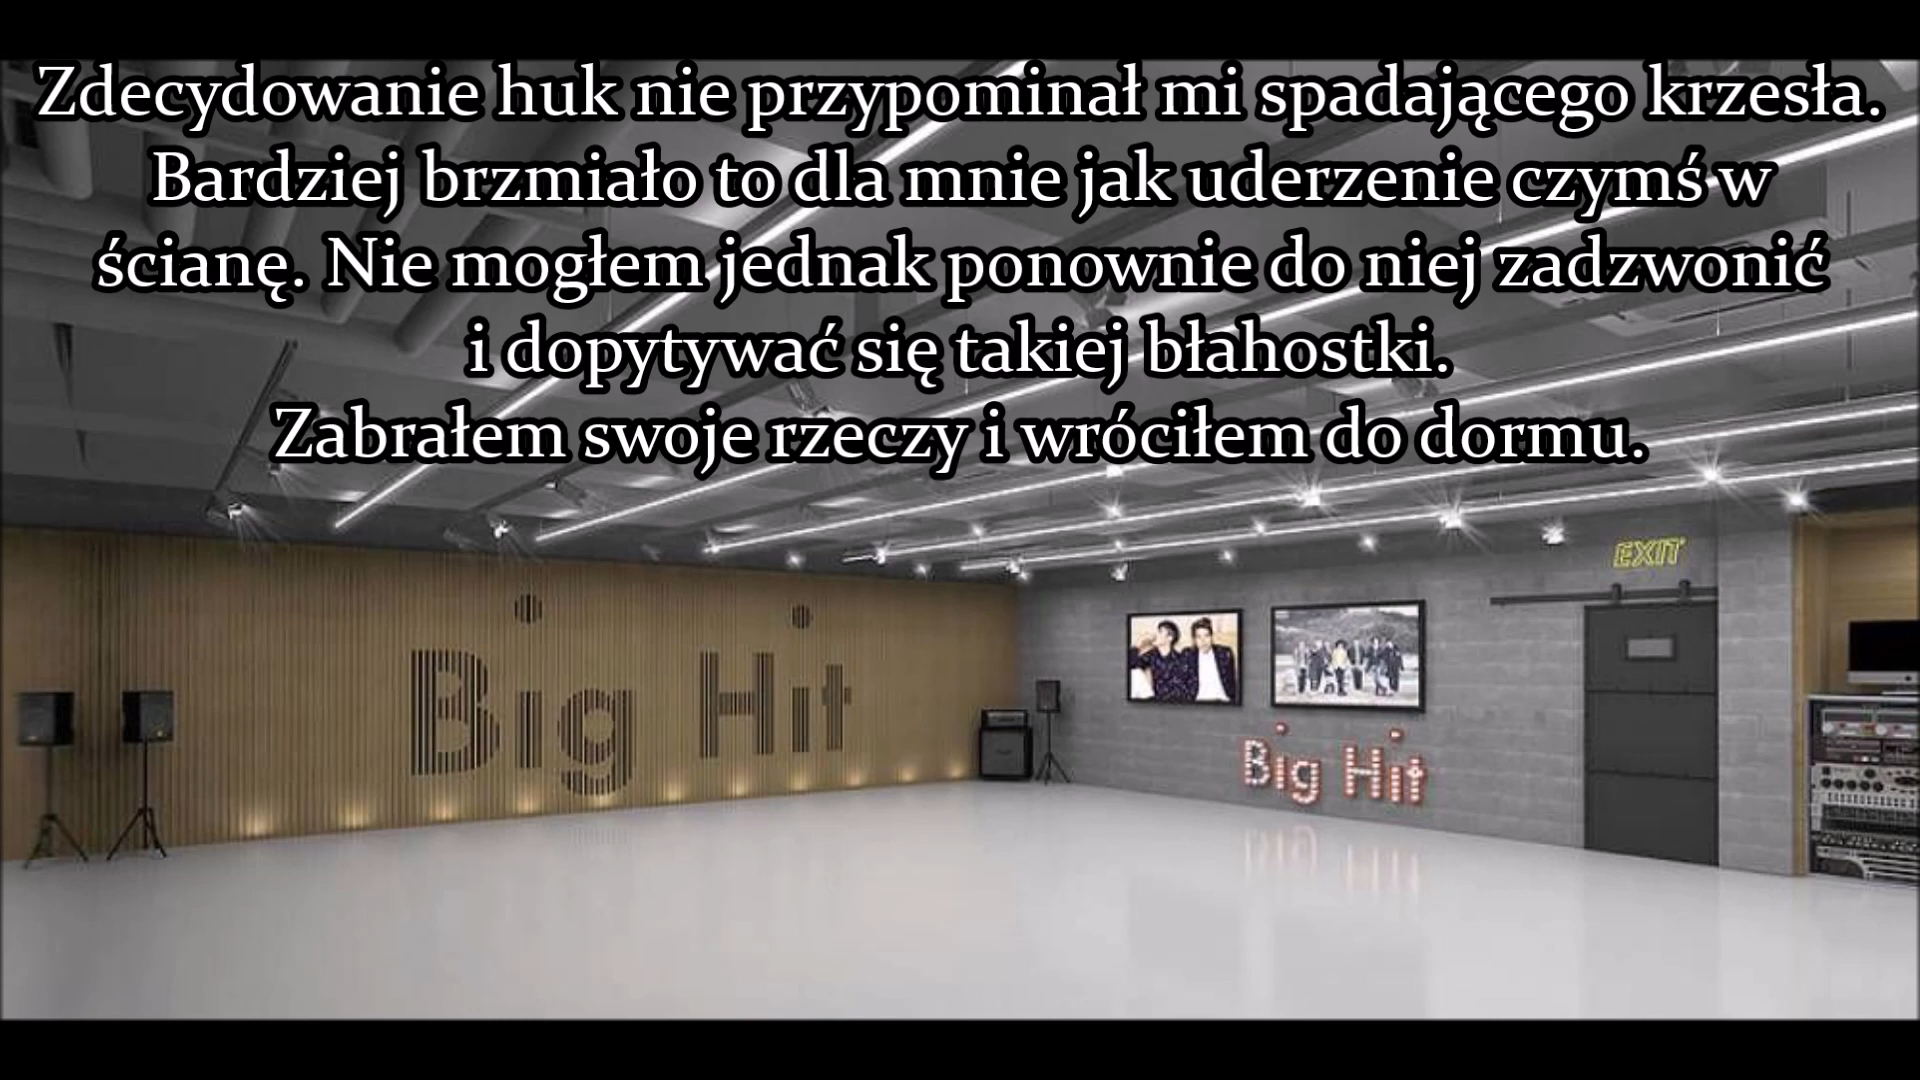 Zdecydowanie huk nie przypominał mi spadającego krzesła.
Bardziej brzmiało to dla mnie jak uderzenie czymś w
ścianę. Nie mogłem jednak ponownie do niej zadzwonić
i dopytywać się takiej błahostki.
Zabrałem swoje rzeczy i wróciłem do dormu.
EXIT
Big Hit
Big Hit